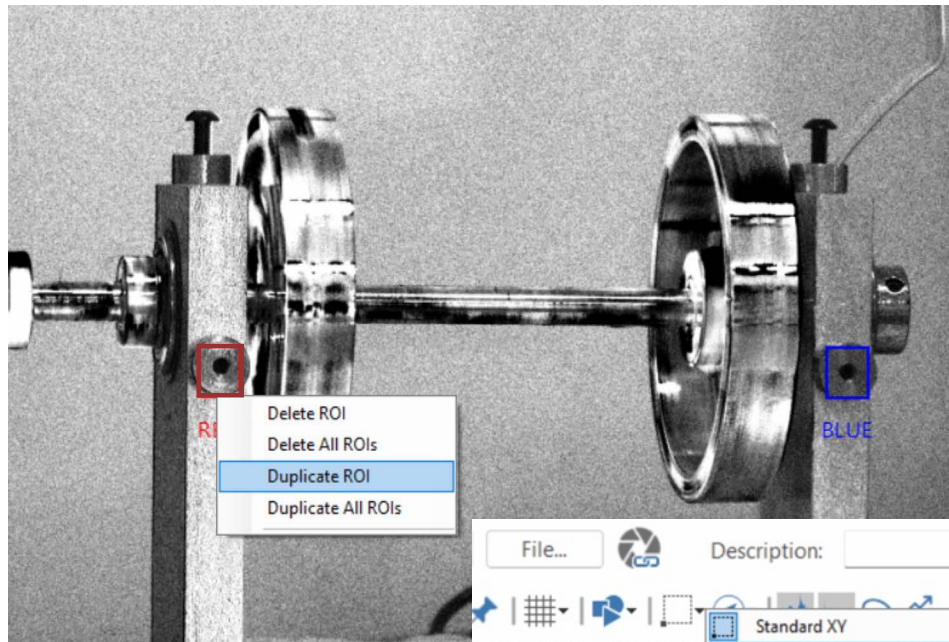 Delete ROI
Delete All ROIs
BLUE
Duplicate ROI
Duplicate All ROIs
File...
Description:
Standard XY